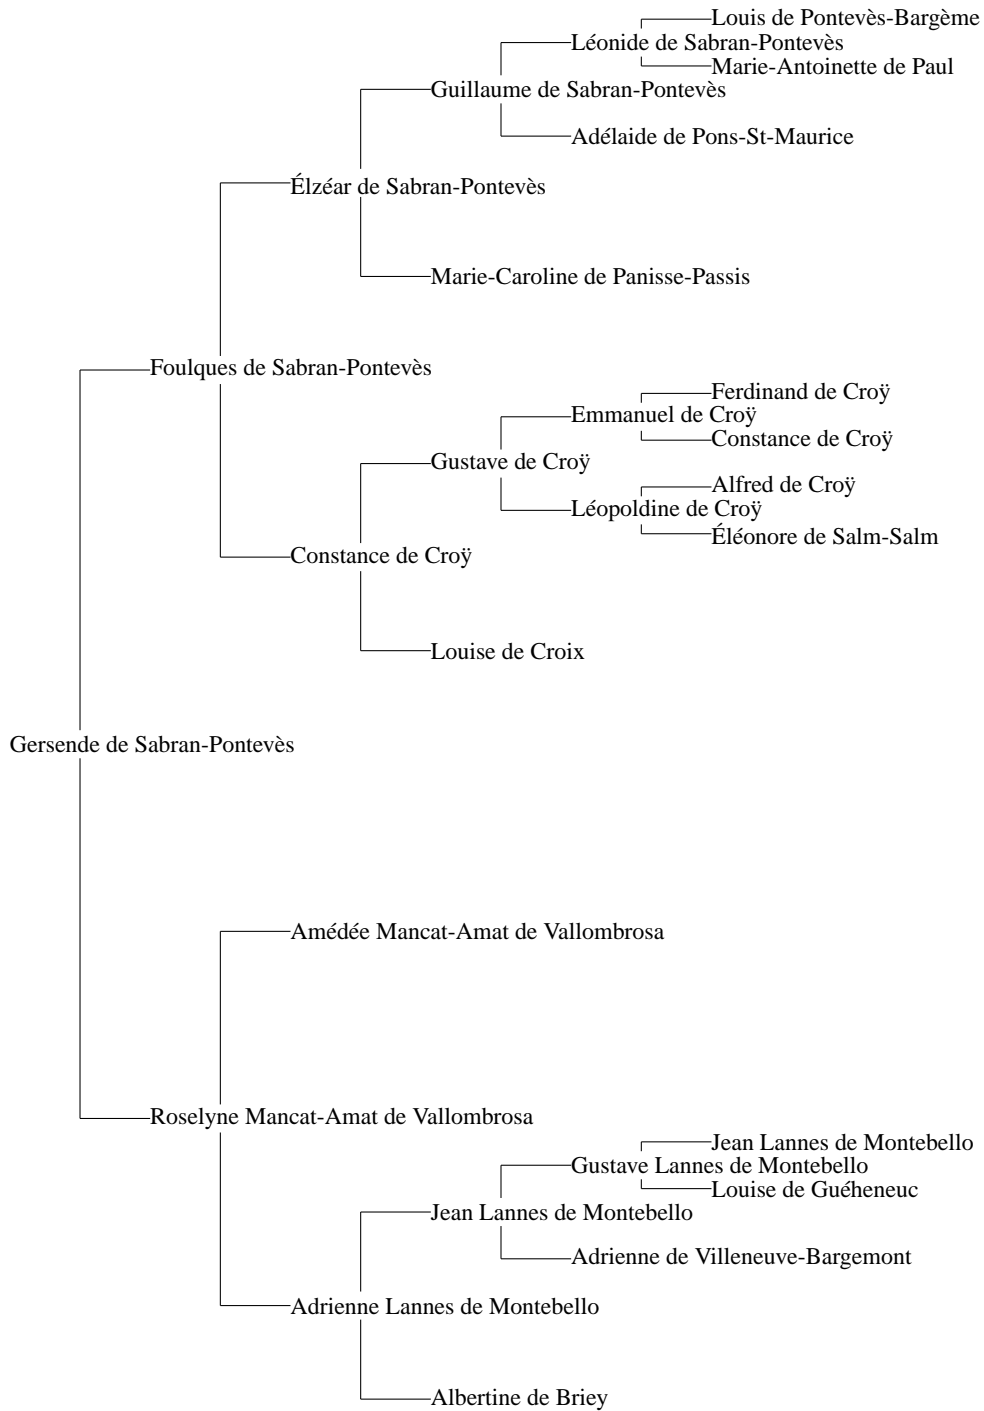 Louis de Pontevès-Bargème
Léonide de Sabran-Pontevès
Marie-Antoinette de Paul
Guillaume de Sabran-Pontevès
Adélaide de Pons-St-Maurice
Élzéar de Sabran-Pontevès
Marie-Caroline de Panisse-Passis
Foulques de Sabran-Pontevès
Ferdinand de Croÿ
Emmanuel de Croÿ
Constance de Croÿ
Gustave de Croÿ
Alfred de Croÿ
Léopoldine de Croÿ
Éléonore de Salm-Salm
Constance de Croÿ
Louise de Croix
Gersende de Sabran-Pontevès
Amédée Mancat-Amat de Vallombrosa
Roselyne Mancat-Amat de Vallombrosa
Jean Lannes de Montebello
Gustave Lannes de Montebello
Louise de Guéheneuc
Jean Lannes de Montebello
Adrienne de Villeneuve-Bargemont
Adrienne Lannes de Montebello
Albertine de Briey